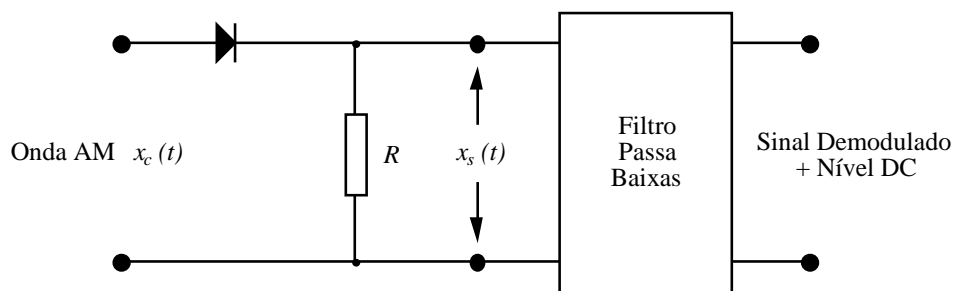 Onda AM x_c (t)
R
x_s (t)
Filtro
Passa
Baixas
Sinal Demodulado
+ Nível DC